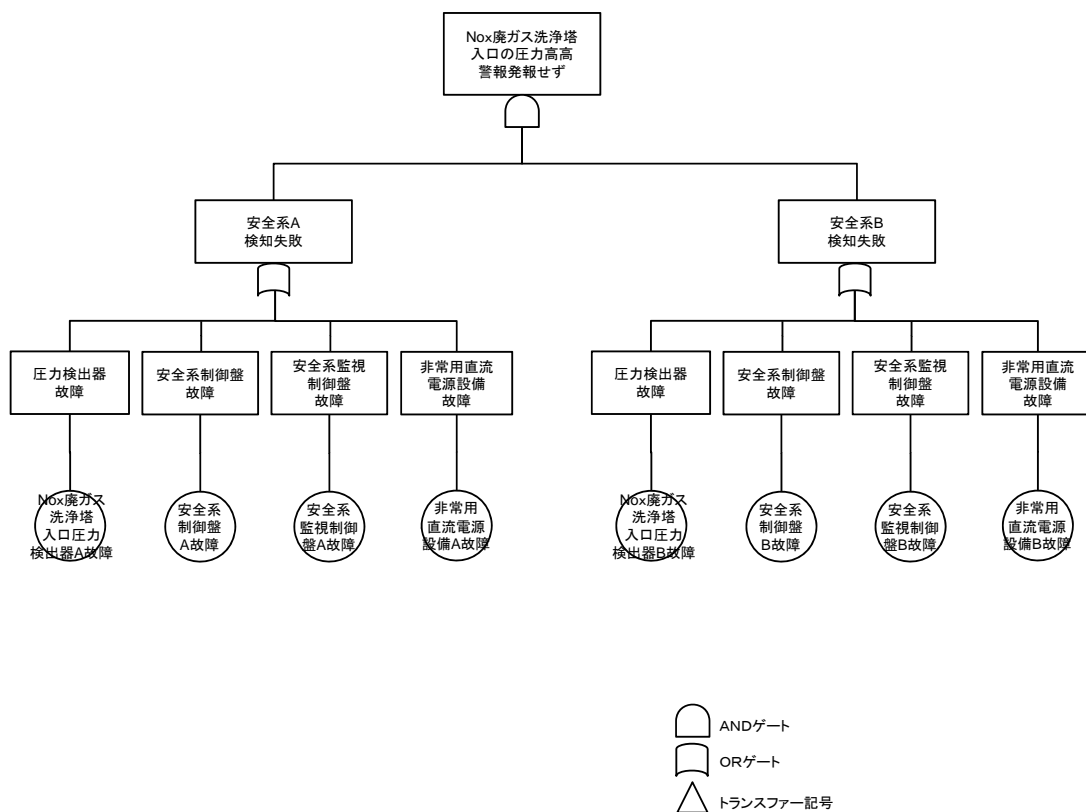 Nox廃ガス洗浄塔
入口の圧力高高
警報発報せず
安全系A
検知失敗
安全系B
検知失敗
圧力検出器
故障
安全系制御盤
故障
安全系監視
制御盤
故障
非常用直流
電源設備
故障
圧力検出器
故障
安全系制御盤
故障
安全系監視
制御盤
故障
非常用直流
電源設備
故障
Nox廃ガス
洗浄塔
入口圧力
検出器A故障
安全系
制御盤
A故障
安全系
監視制御
盤A故障
非常用
直流電源
設備A故障
Nox廃ガス
洗浄塔
入口圧力
検出器B故障
安全系
制御盤
B故障
安全系
監視制御
盤B故障
非常用
直流電源
設備B故障
ANDゲート
ORゲート
トランスファー記号